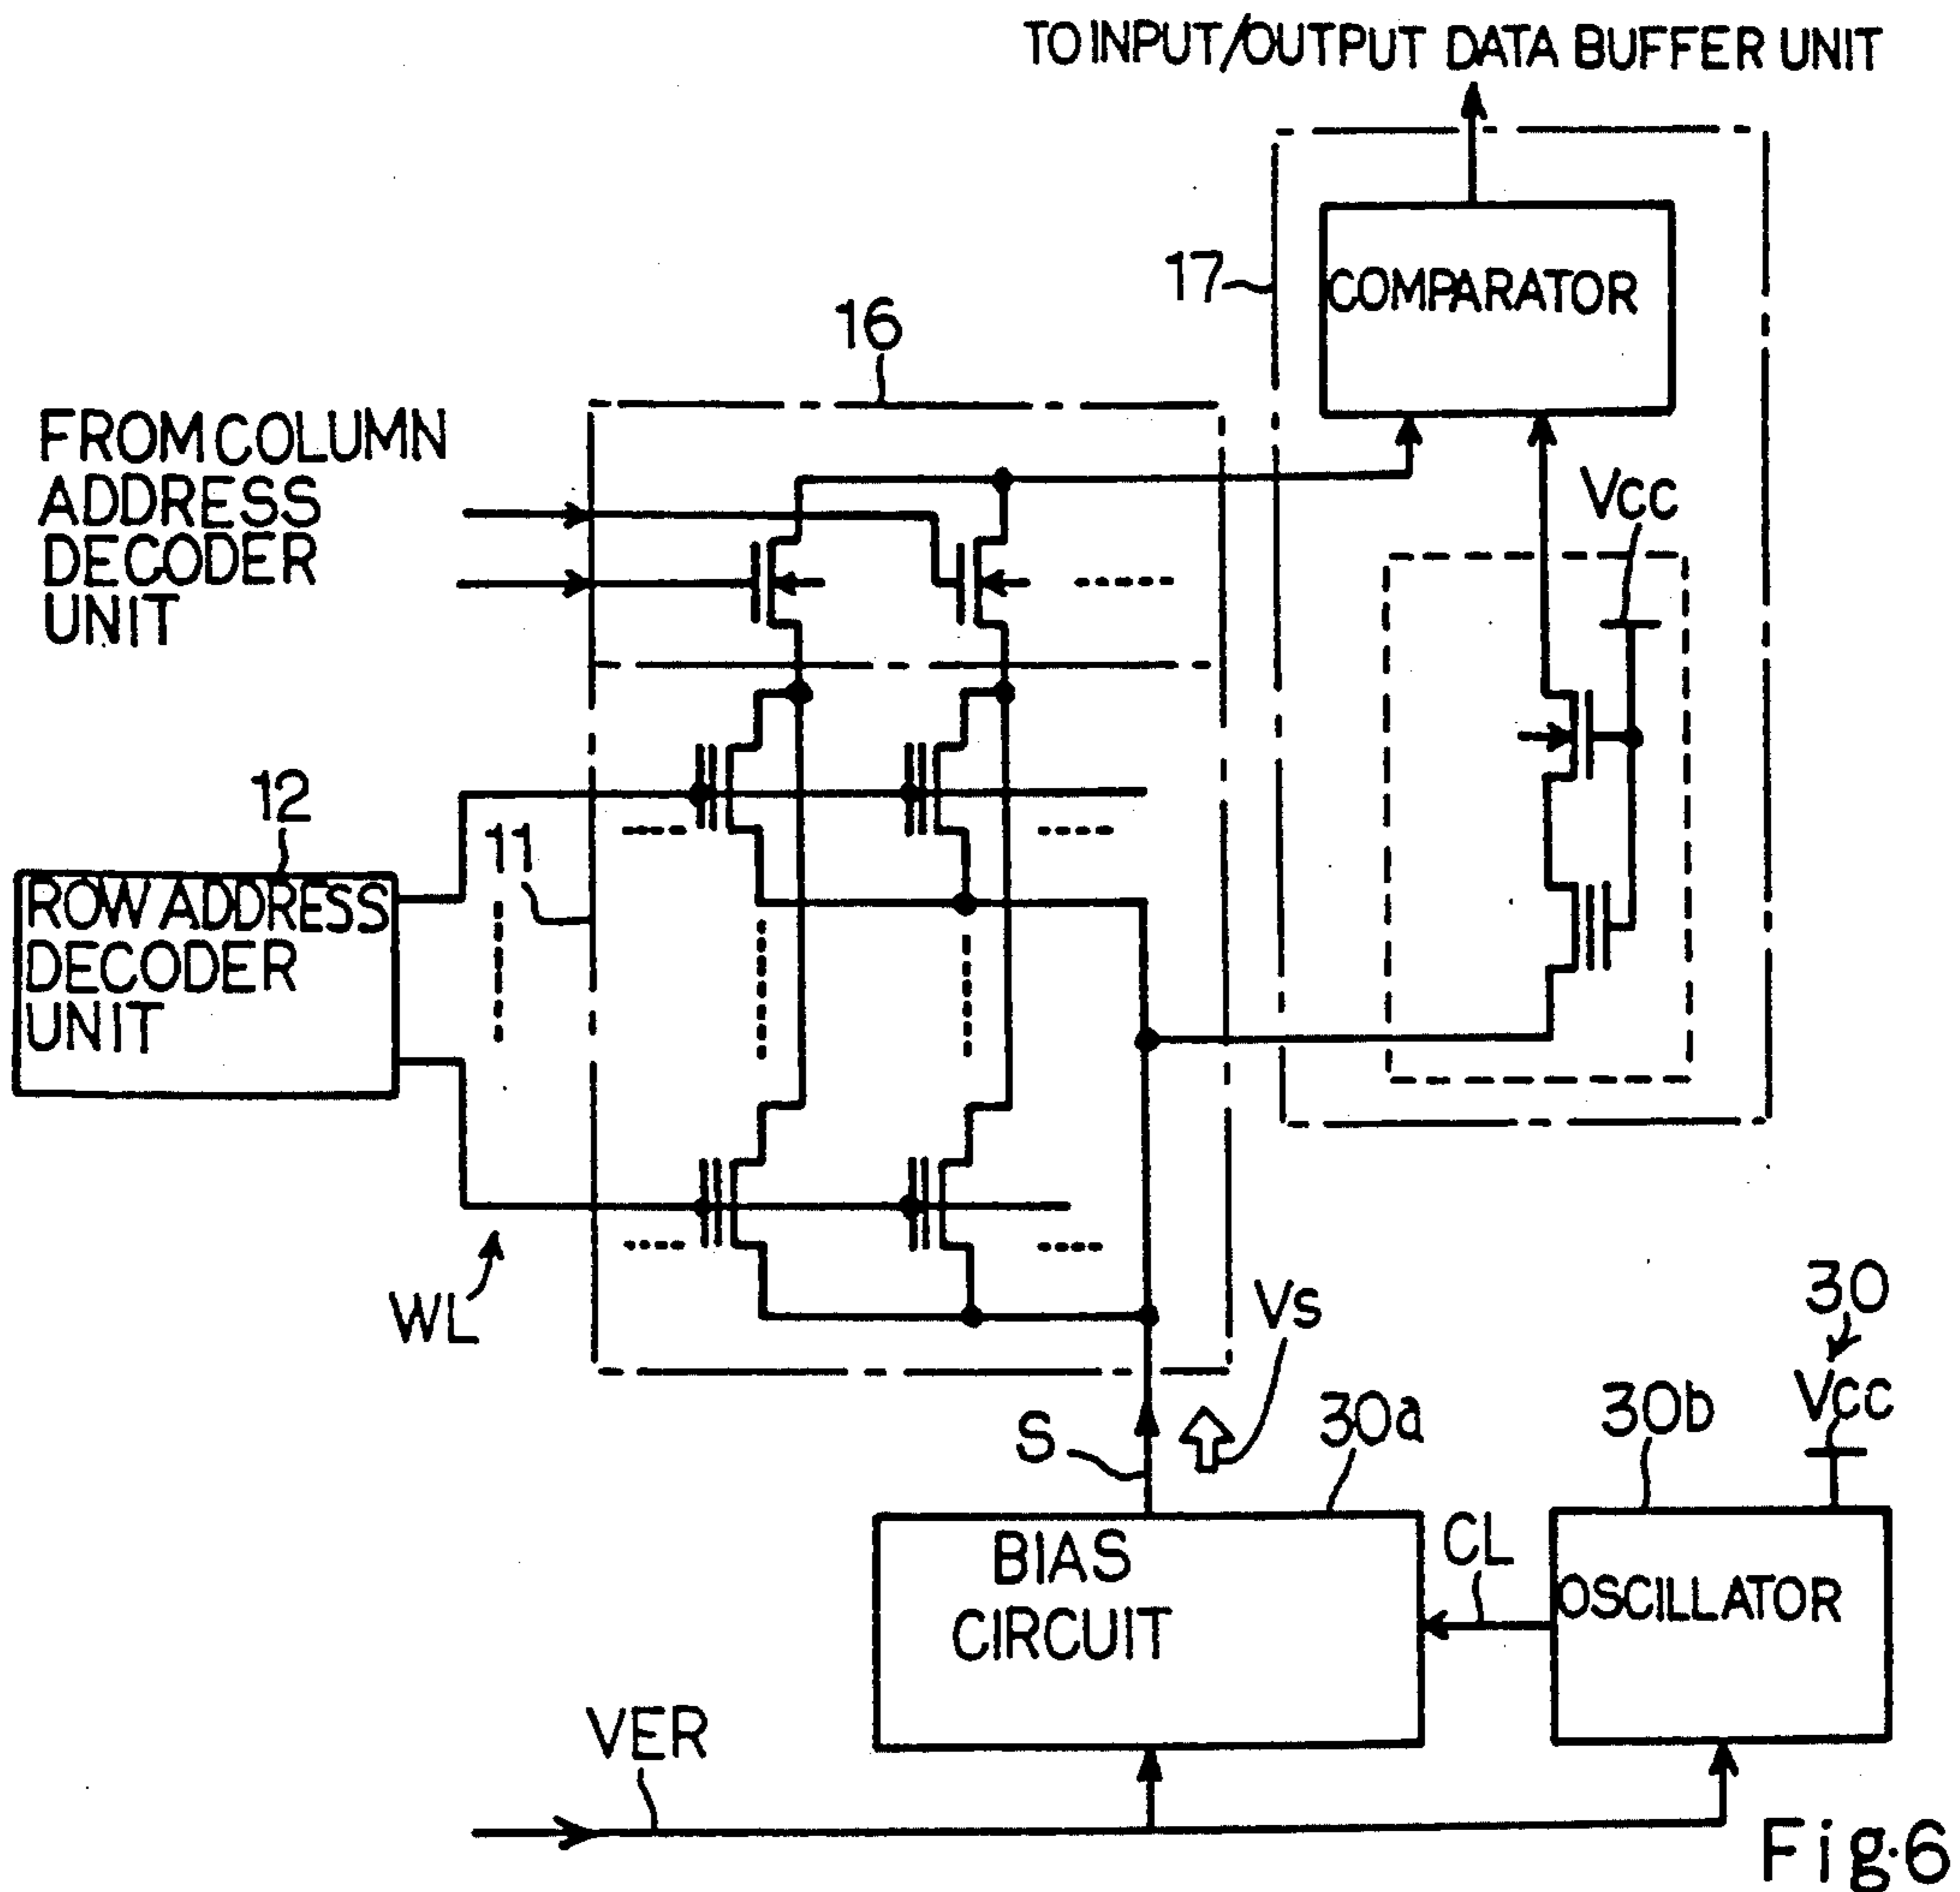 TO INPUT/OUTPUT DATA BUFFER UNIT
17
COMPARATOR
16
FROM COLUMN
ADDRESS
DECODER
UNIT
VCC
12
11
ROW ADDRESS
DECODER
UNIT
WL
VS
30
VCC
S
30a
30b
BIAS
CIRCUIT
CL
OSCILLATOR
VER
Fig.6